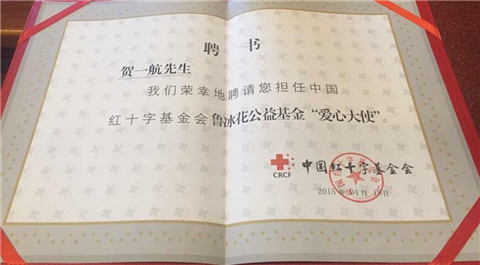 聘书
贺一航先生
我们荣幸地聘请您担任中国
红十字基金会鲁冰花公益基金“爱心大使”。
中国红十字基金会
CRCF